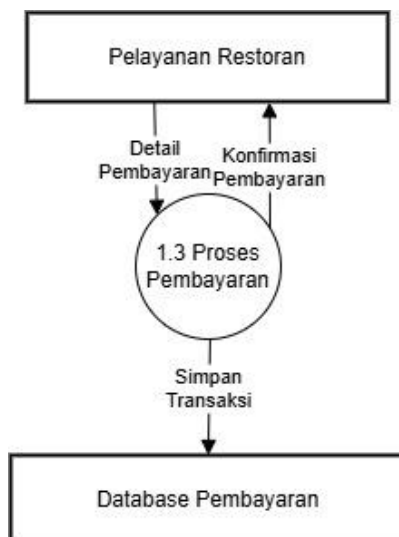 Pelayanan Restoran
Detail
Pembayaran
Konfirmasi
Pembayaran
1.3 Proses
Pembayaran
Simpan
Transaksi
Database Pembayaran